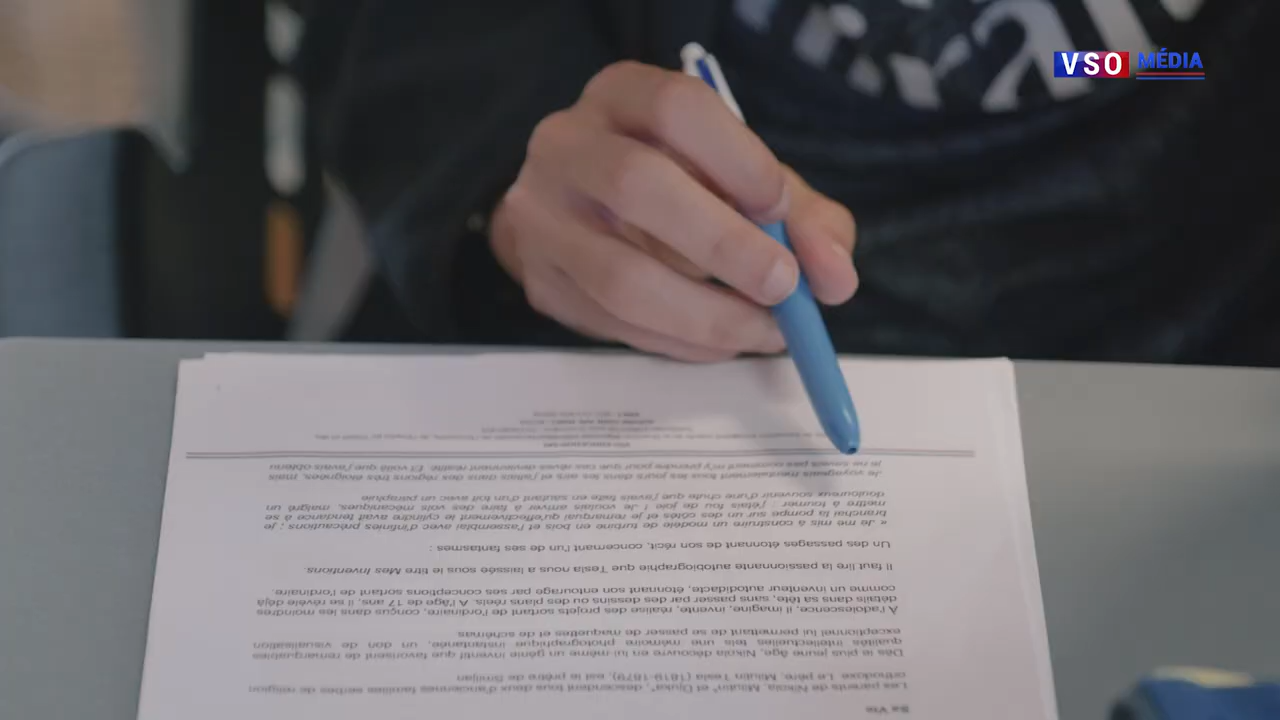 VSO MÉDIA
Sa Vie
Les parents de Nikola, Milutin* et Djuka*, descendent tous deux d'anciennes familles serbes de religion
orthodoxe. Le père, Milutin Tesla (1819-1879), est le prêtre de Smiljan
Dès le plus jeune âge, Nikola découvre en lui-même un génie inventif que favorisent de remarquables
qualités intellectuelles tels une mémoire photographique instantanée, un don de visualisation
exceptionnel lui permettant de se passer de maquettes et de schémas.
A l'adolescence, il imagine, invente, réalise des projets sortant de l'ordinaire, conçus dans les moindres
détails dans sa tête, sans passer par des dessins ou des plans réels. A l'âge de 17 ans, il se révèle déjà
comme un inventeur autodidacte, étonnant son entourage par ses conceptions sortant de l'ordinaire.
Il faut lire la passionnante autobiographie que Tesla nous a laissée sous le titre Mes Inventions.
Un des passages étonnant de son récit, concernant l'un de ses fantasmes :
« Je me mis à construire un modèle de turbine en bois et l'assemblai avec d'infinies précautions ; je
branchai la pompe sur un des côtés et je remarquai qu'effectivement le cylindre avait tendance à se
mettre à tourner : j'étais fou de joie ! Je voulais arriver à faire des vols mécaniques, malgré un
douloureux souvenir d'une chute que j'avais faite en sautant d'un toit avec un parapluie
Je voyageais mentalement tous les jours dans les airs et j'allais dans des régions très éloignées, mais
je ne savais pas comment m'y prendre pour que ces rêves deviennent réalité. Et voilà que j'avais obtenu